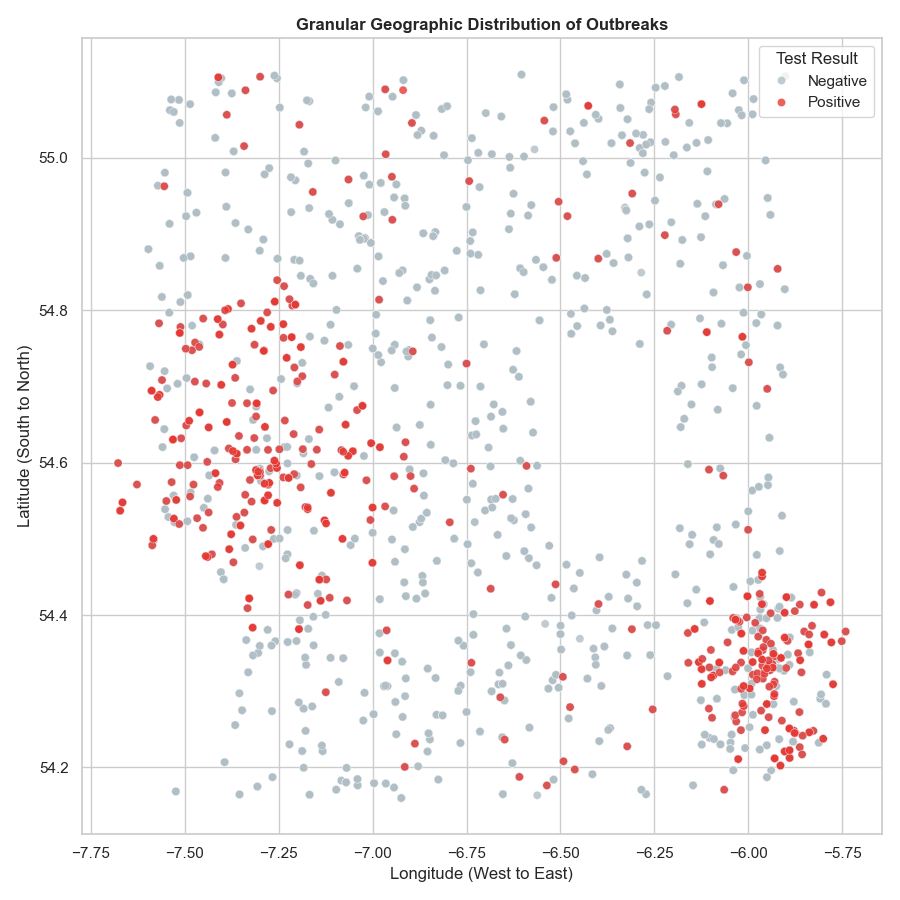 Granular Geographic Distribution of Outbreaks
Test Result
Negative
Positive
55.0
54.8
54.6
54.4
54.2
Latitude (South to North)
−7.75 −7.50 −7.25 −7.00 −6.75 −6.50 −6.25 −6.00 −5.75
Longitude (West to East)